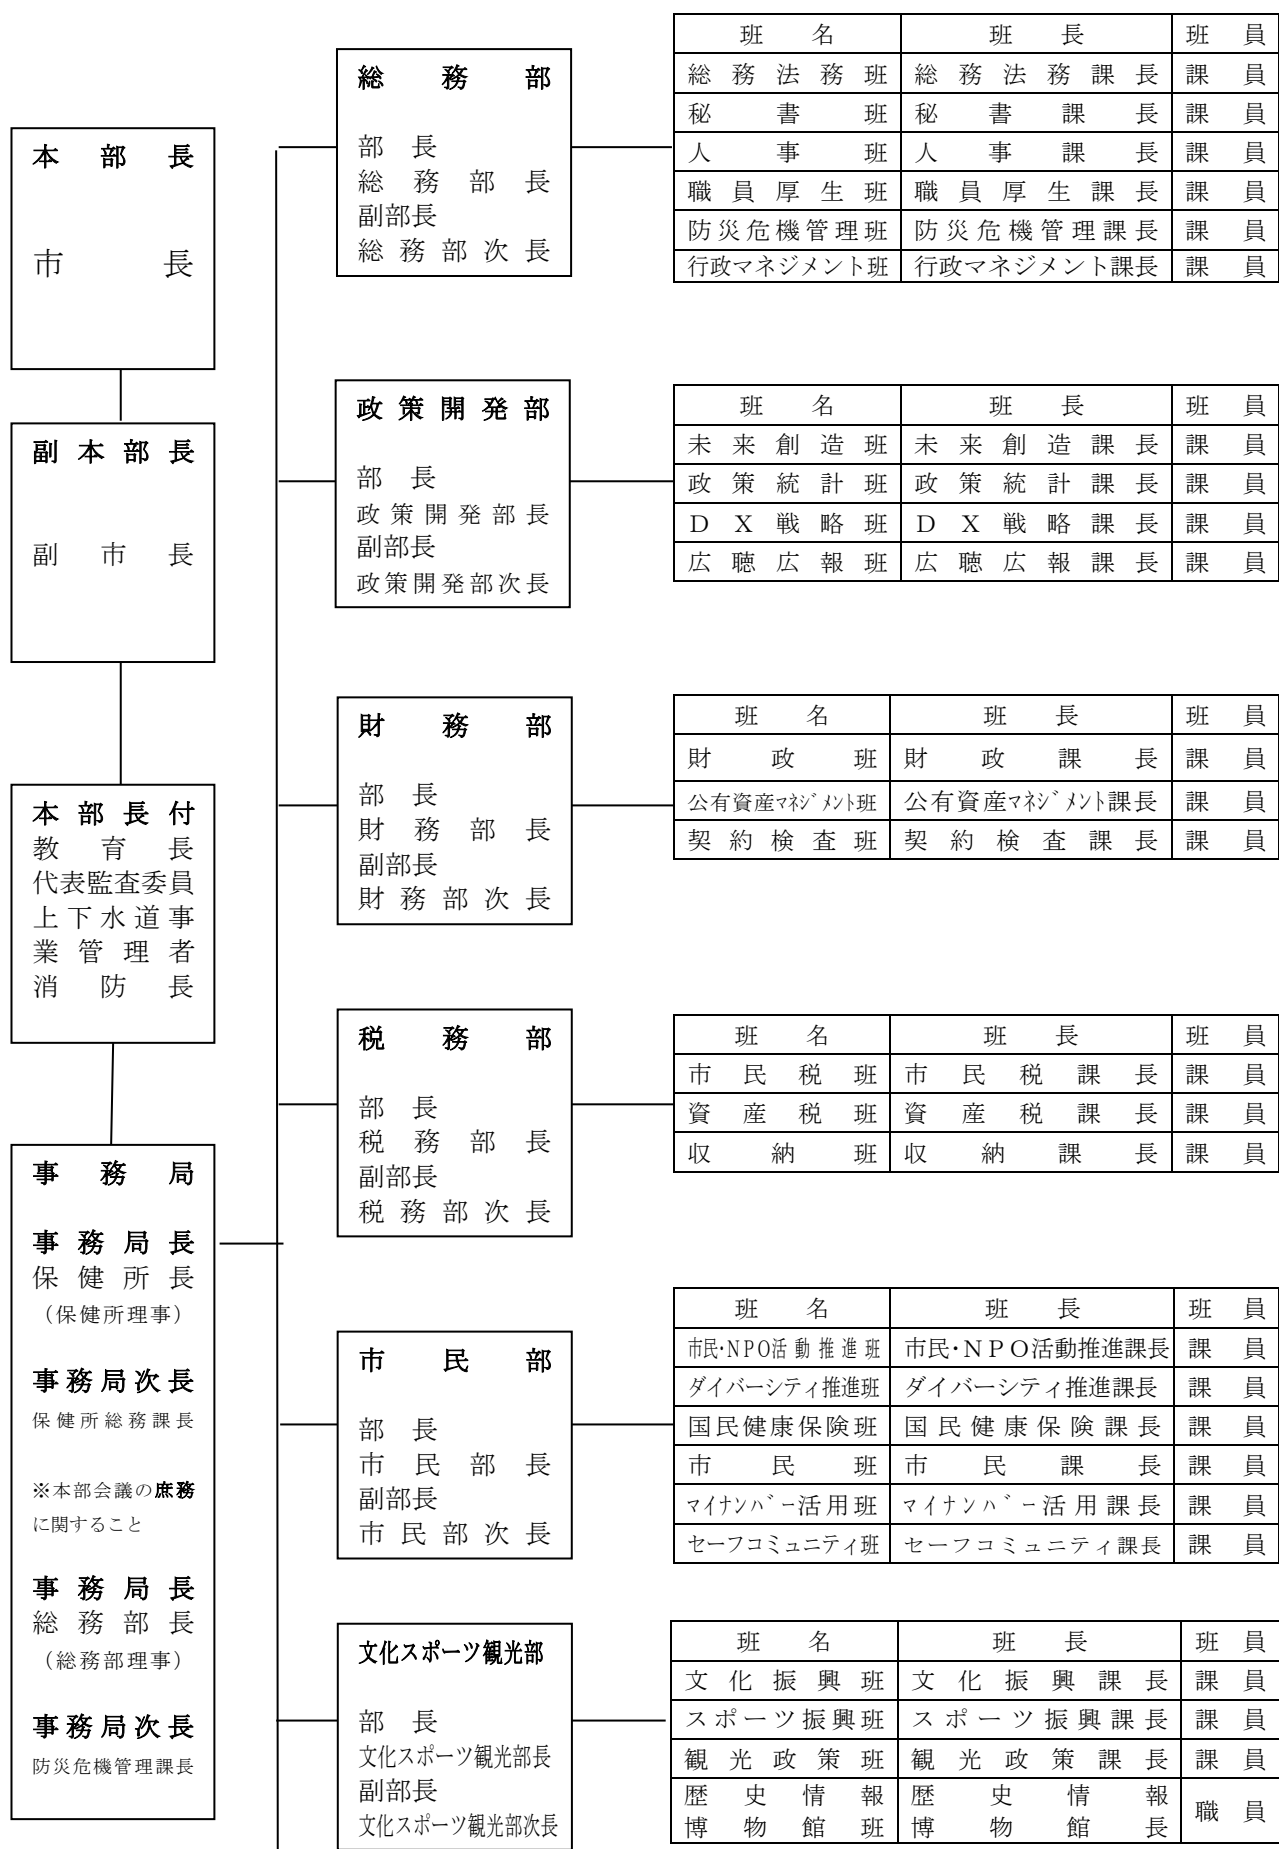 本部長
市長
副本部長
副市長
本部長付
教育長
代表監査委員
上下水道事
業管理者
消防長
事務局
事務局長
保健所長
（保健所理事）
事務局次長
保健所総務課長
※本部会議の庶務
に関すること
事務局長
総務部長
（総務部理事）
事務局次長
防災危機管理課長
総務部
部長
総務部長
副部長
総務部次長
班名 班長 班員
総務法務班 総務法務課長 課員
秘書班 秘書課長 課員
人事班 人事課長 課員
職員厚生班 職員厚生課長 課員
防災危機管理班 防災危機管理課長 課員
行政マネジメント班 行政マネジメント課長 課員
政策開発部
部長
政策開発部長
副部長
政策開発部次長
班名 班長 班員
未来創造班 未来創造課長 課員
政策統計班 政策統計課長 課員
ＤＸ戦略班 ＤＸ戦略課長 課員
広聴広報班 広聴広報課長 課員
財務部
部長
財務部長
副部長
財務部次長
班名 班長 班員
財政班 財政課長 課員
公有資産ﾏﾈｼﾞﾒﾝﾄ班 公有資産ﾏﾈｼﾞﾒﾝﾄ課長 課員
契約検査班 契約検査課長 課員
税務部
部長
税務部長
副部長
税務部次長
班名 班長 班員
市民税班 市民税課長 課員
資産税班 資産税課長 課員
収納班 収納課長 課員
市民部
部長
市民部長
副部長
市民部次長
班名 班長 班員
市民・NPO活動推進班 市民・ＮＰＯ活動推進課長 課員
ダイバーシティ推進班 ダイバーシティ推進課長 課員
国民健康保険班 国民健康保険課長 課員
市民班 市民課長 課員
マイナンバー活用班 マイナンバー活用課長 課員
セーフコミュニティ班 セーフコミュニティ課長 課員
文化スポーツ観光部
部長
文化スポーツ観光部長
副部長
文化スポーツ観光部次長
班名 班長 班員
文化振興班 文化振興課長 課員
スポーツ振興班 スポーツ振興課長 課員
観光政策班 観光政策課長 課員
歴史情報 歴史情報
博物館班 博物館長 職員